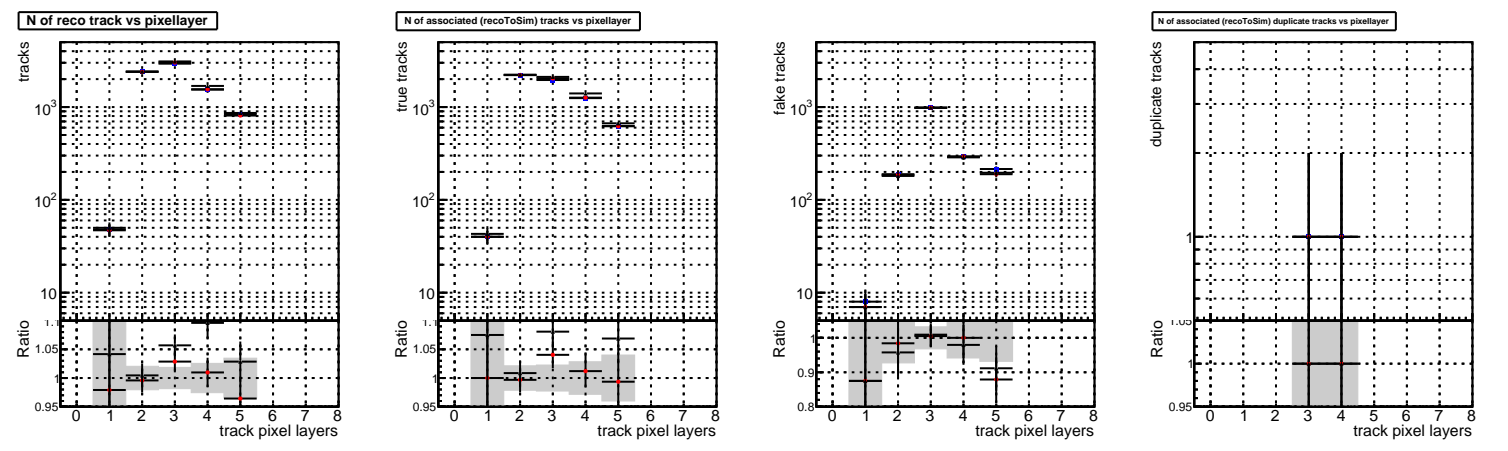 N of reco track vs pixellayer
tracks
10³
10²
10
Ratio
1.1
1.05
1
0.95
0 1 2 3 4 5 6 7 8
track pixel layers
N of associated (recoToSim) tracks vs pixellayer
true tracks
10³
10²
10
Ratio
1.1
1.05
1
0.95
0 1 2 3 4 5 6 7 8
track pixel layers
fake tracks
10³
10²
10
Ratio
1
0.9
0.8
0 1 2 3 4 5 6 7 8
track pixel layers
N of associated (recoToSim) duplicate tracks vs pixellayer
duplicate tracks
1
Ratio
1.05
1
0.95
0 1 2 3 4 5 6 7 8
track pixel layers